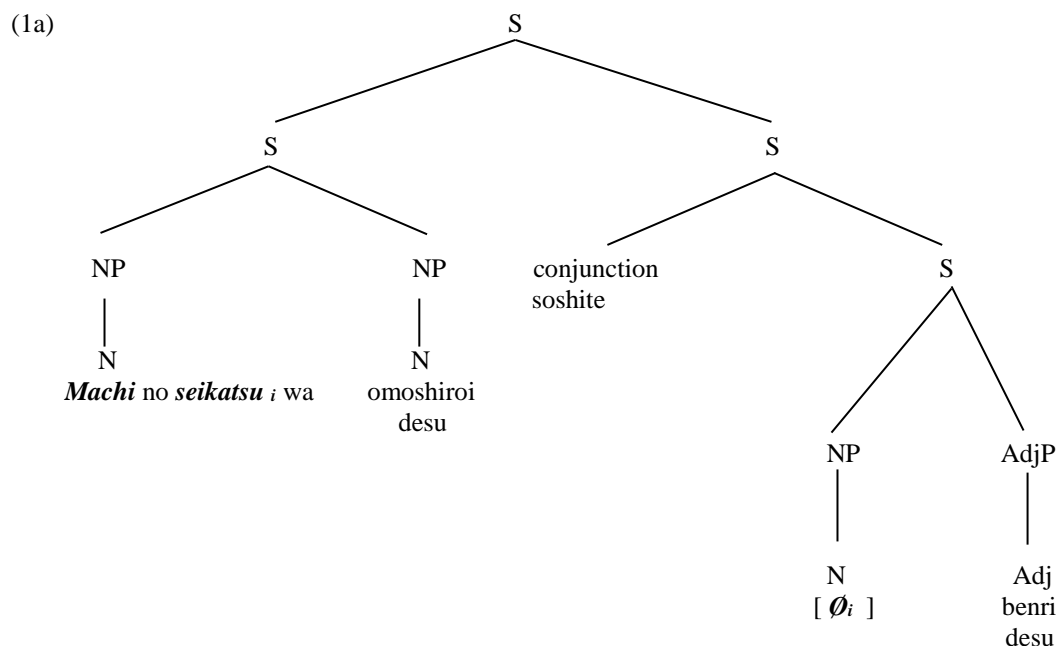 (1a)
S
S S
NP NP conjunction S
soshite
N N
Machi no seikatsu i wa omoshiroi
desu
NP AdjP
N Adj
[ Øi ] benri
desu